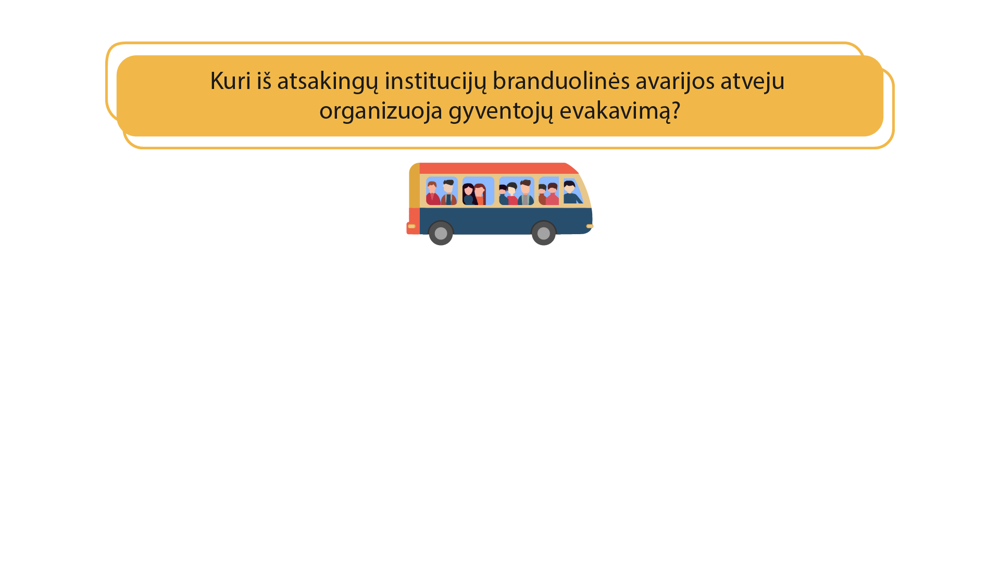 Kuri iš atsakingų institucijų branduolinės avarijos atveju
organizuoja gyventojų evakavimą?